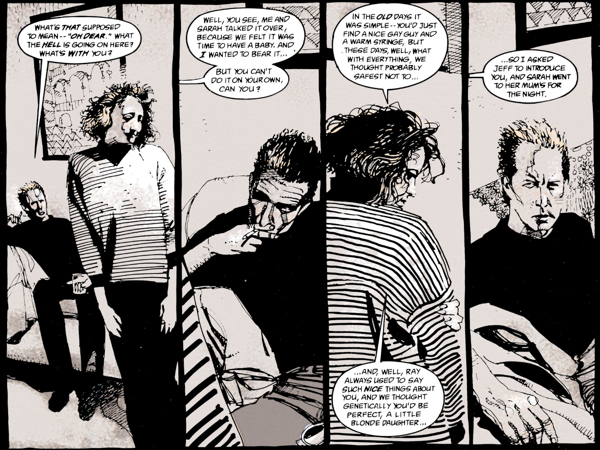 WHAT'S THAT SUPPOSED
TO MEAN-- "OH DEAR." WHAT
THE HELL IS GOING ON HERE?
WHAT'S WITH YOU?
WELL, YOU SEE, ME AND
SARAH TALKED IT OVER,
BECAUSE WE FELT IT WAS
TIME TO HAVE A BABY. AND
I WANTED TO BEAR IT...
BUT YOU CAN'T
DO IT ON YOUR OWN,
CAN YOU?
IN THE OLD DAYS IT
WAS SIMPLE--YOU'D JUST
FIND A NICE GAY GUY AND
A WARM SYRINGE, BUT
THESE DAYS, WELL, WHAT
WITH EVERYTHING, WE
THOUGHT PROBABLY
SAFEST NOT TO...
...AND, WELL, RAY
ALWAYS USED TO SAY
SUCH NICE THINGS ABOUT
YOU, AND WE THOUGHT
GENETICALLY YOU'D BE
PERFECT, A LITTLE
BLONDE DAUGHTER...
...SO I ASKED
JEFF TO INTRODUCE
YOU, AND SARAH WENT
TO HER MUM'S FOR
THE NIGHT.